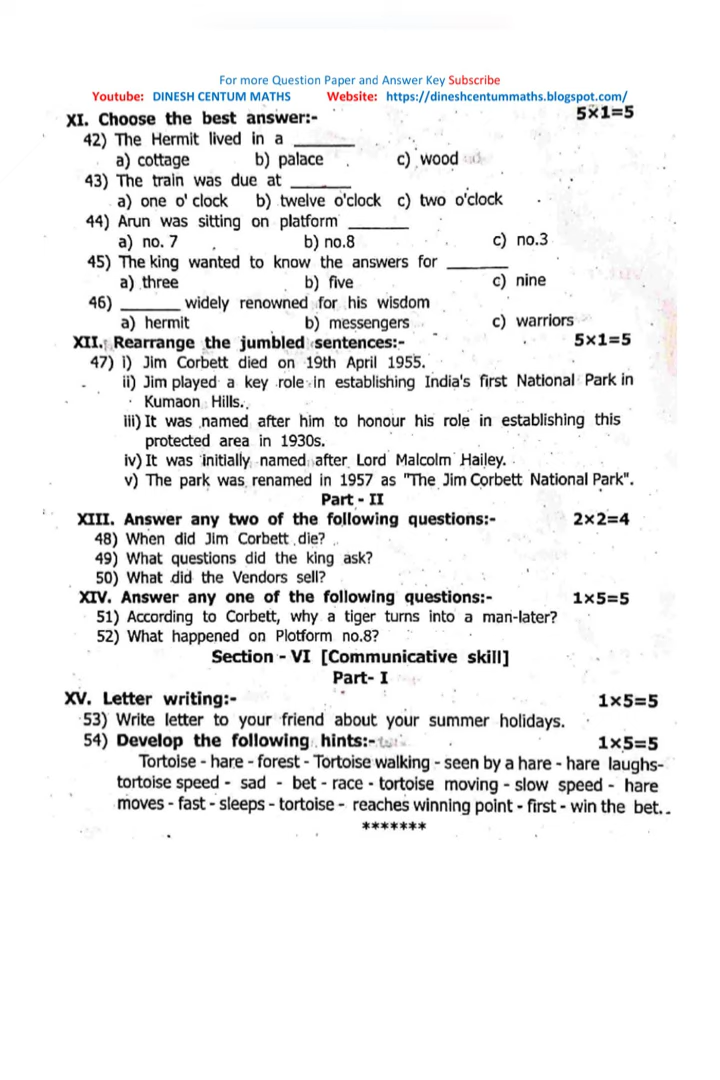 For more Question Paper and Answer Key Subscribe
Youtube: DINESH CENTUM MATHS Website: https://dineshcentummaths.blogspot.com/
XI. Choose the best answer:- 5×1=5
42) The Hermit lived in a ________
a) cottage b) palace c) wood
43) The train was due at ________
a) one o' clock b) twelve o'clock c) two o'clock
44) Arun was sitting on platform ________
a) no. 7 b) no.8 c) no.3
45) The king wanted to know the answers for ________
a) three b) five c) nine
46) ________ widely renowned for his wisdom
a) hermit b) messengers c) warriors
XII. Rearrange the jumbled sentences:- 5×1=5
47) i) Jim Corbett died on 19th April 1955.
ii) Jim played a key role in establishing India's first National Park in
Kumaon Hills.
iii) It was named after him to honour his role in establishing this
protected area in 1930s.
iv) It was initially named after Lord Malcolm Hailey.
v) The park was renamed in 1957 as "The Jim Corbett National Park".
Part - II
XIII. Answer any two of the following questions:- 2×2=4
48) When did Jim Corbett die?
49) What questions did the king ask?
50) What did the Vendors sell?
XIV. Answer any one of the following questions:- 1×5=5
51) According to Corbett, why a tiger turns into a man-later?
52) What happened on Plotform no.8?
Section - VI [Communicative skill]
Part- I
XV. Letter writing:- 1×5=5
53) Write letter to your friend about your summer holidays.
54) Develop the following hints:- 1×5=5
Tortoise - hare - forest - Tortoise walking - seen by a hare - hare laughs-
tortoise speed - sad - bet - race - tortoise moving - slow speed - hare
moves - fast - sleeps - tortoise - reaches winning point - first - win the bet..
*******